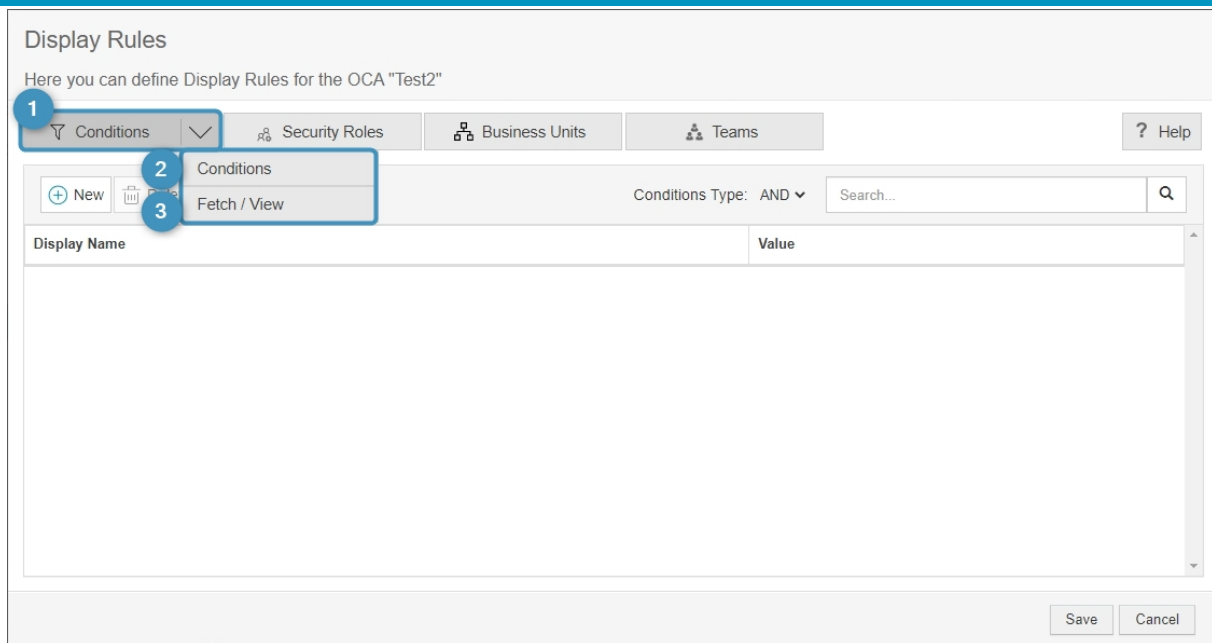 Display Rules
Here you can define Display Rules for the OCA "Test2"
1
Conditions Security Roles Business Units Teams ? Help
2 Conditions
New Conditions Type: AND Search...
3 Fetch / View
Display Name Value
Save Cancel